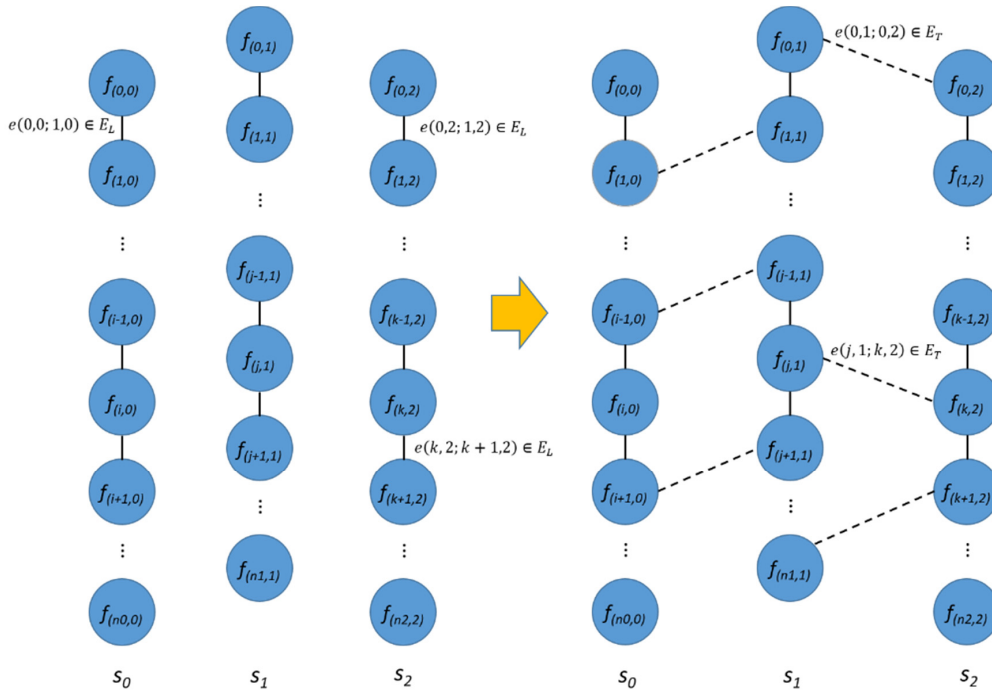 f(0,1)
f(0,0)
f(0,2)
e(0,0; 1,0) ∈ E_L
f(1,1)
e(0,2; 1,2) ∈ E_L
f(1,0)
f(1,2)
⋮
⋮
⋮
f(j-1,1)
f(i-1,0)
f(k-1,2)
f(j,1)
f(i,0)
f(k,2)
f(j+1,1)
e(k, 2; k + 1,2) ∈ E_L
f(i+1,0)
f(k+1,2)
⋮
⋮
⋮
f(n1,1)
f(n0,0)
f(n2,2)
s0
s1
s2
f(0,1)
e(0,1; 0,2) ∈ E_T
f(0,0)
f(0,2)
f(1,1)
f(1,0)
f(1,2)
⋮
⋮
⋮
f(j-1,1)
f(i-1,0)
f(k-1,2)
e(j, 1; k, 2) ∈ E_T
f(j,1)
f(i,0)
f(k,2)
f(j+1,1)
f(i+1,0)
f(k+1,2)
⋮
⋮
⋮
f(n1,1)
f(n0,0)
f(n2,2)
s0
s1
s2